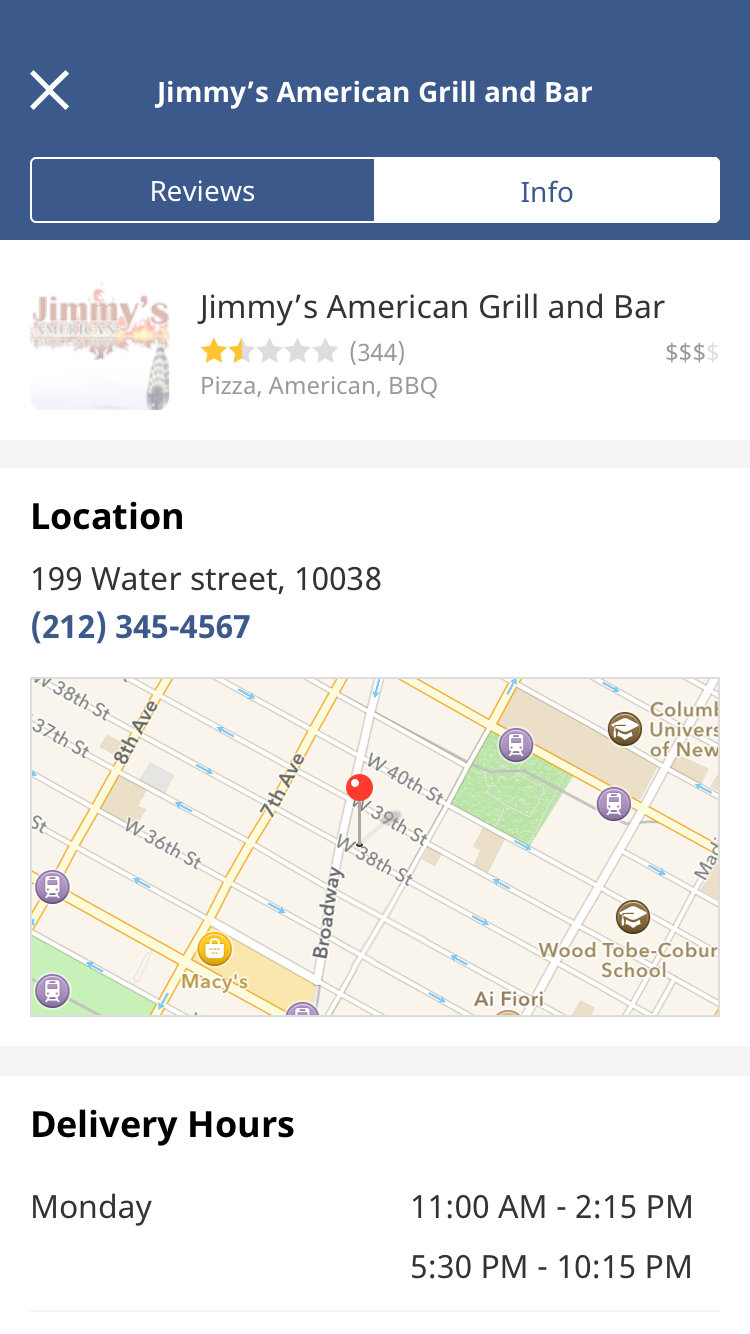 Jimmy’s American Grill and Bar
Reviews
Info
Jimmy's
AMERICAN
Jimmy’s American Grill and Bar
(344)
$$$$
Pizza, American, BBQ
Location
199 Water street, 10038
(212) 345-4567
W 38th St
37th St
8th Ave
7th Ave
W 40th St
W 39th St
W 38th St
St
W 36th St
Broadway
Columb
Univers
of New
Madi
Macy's
Wood Tobe-Cobur
School
Ai Fiori
Delivery Hours
Monday
11:00 AM - 2:15 PM
5:30 PM - 10:15 PM